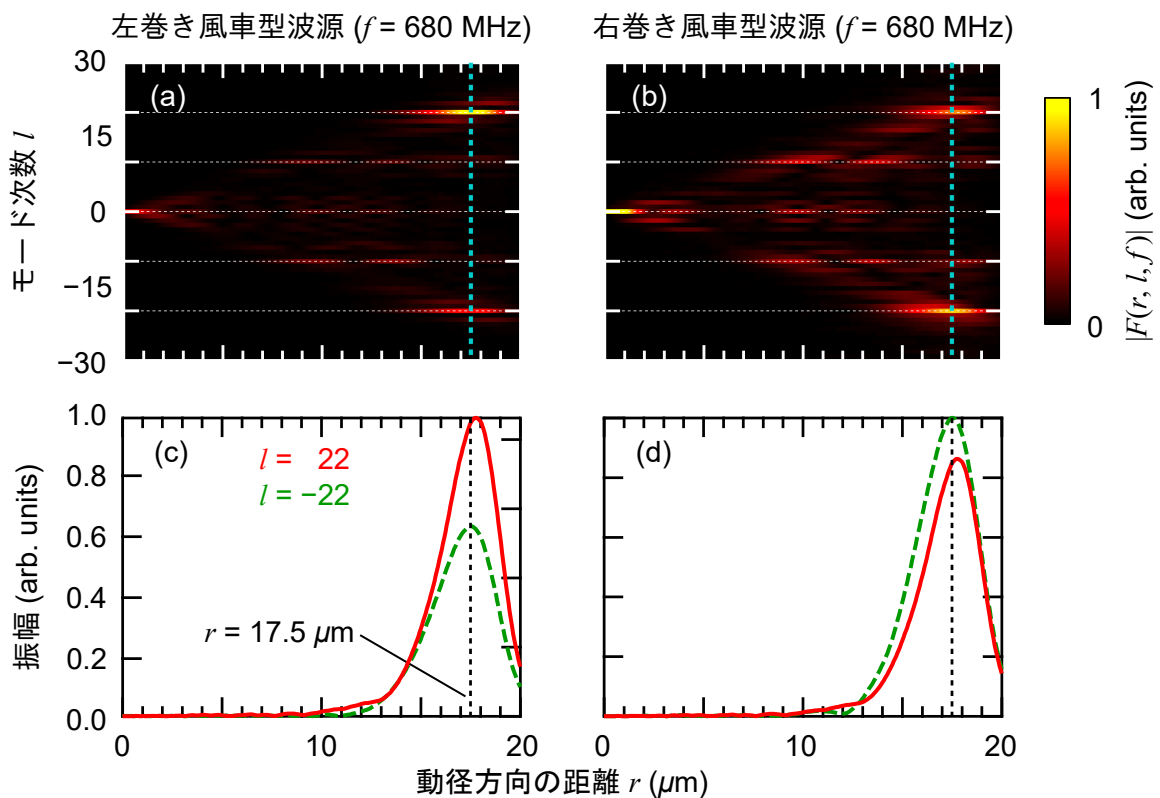 左巻き風車型波源 (f = 680 MHz)
右巻き風車型波源 (f = 680 MHz)
モード次数 l
30
15
0
−15
−30
(a)
(b)
1
0
|F(r, l, f)| (arb. units)
振幅 (arb. units)
1.0
0.8
0.6
0.4
0.2
0.0
(c)
l = 22
l = −22
r = 17.5 μm
(d)
0
10
20
0
10
20
動径方向の距離 r (μm)